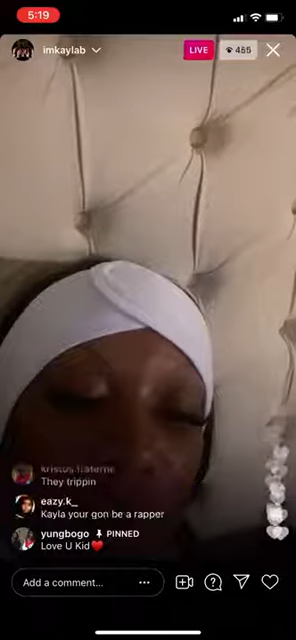 5:19
imkaylab
LIVE
455
kristos.fraterne
They trippin
eazy.k_
Kayla your gon be a rapper
yungbogo PINNED
Love U Kid❤️
Add a comment...